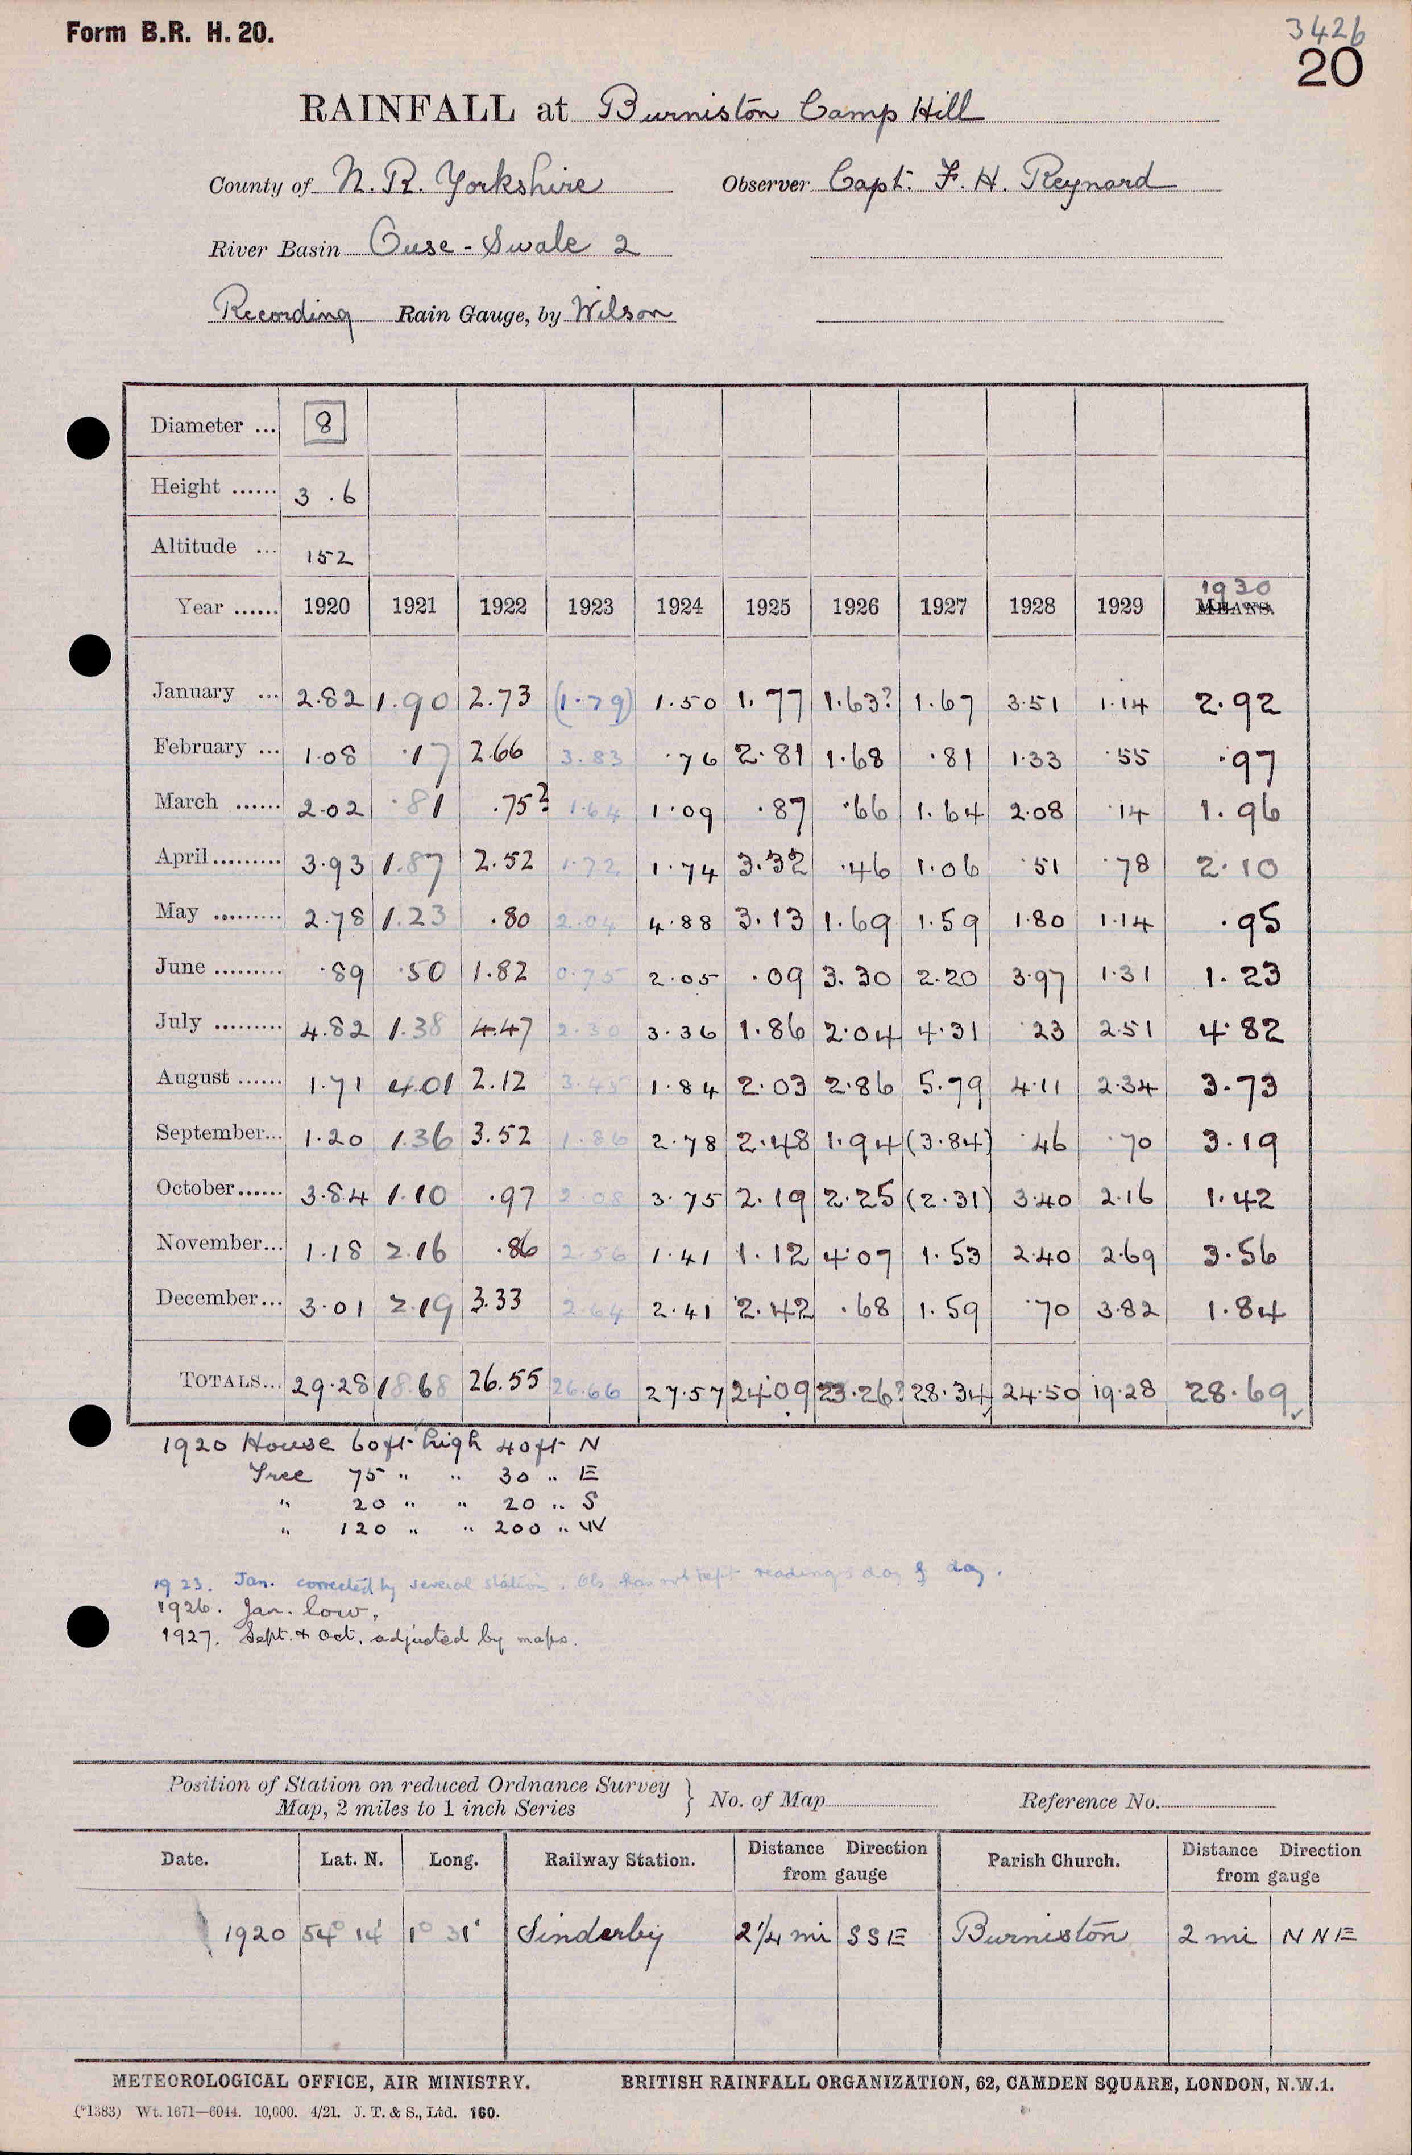 Form B.R. H. 20.
3426
20
RAINFALL at Burniston Camp Hill
County of N. R. Yorkshire Observer Capt. F. H. Reynard
River Basin Ouse - Swale 2
Recording Rain Gauge, by Wilson
Diameter ... 8
Height ...... 3 .6
Altitude ... 152
1930
Year ...... 1920 1921 1922 1923 1924 1925 1926 1927 1928 1929 MEANS.
January ... 2.82 1.90 2.73 (1.79) 1.50 1.77 1.63? 1.67 3.51 1.14 2.92
February ... 1.08 .17 2.66 3.83 .76 2.81 1.68 .81 1.33 .55 .97
March ...... 2.02 .81 .75? 1.64 1.09 .87 .66 1.64 2.08 .14 1.96
April ......... 3.93 1.87 2.52 1.72 1.74 3.32 .46 1.06 .51 .78 2.10
May ......... 2.78 1.23 .80 2.04 4.88 3.13 1.69 1.59 1.80 1.14 .95
June ......... .89 .50 1.82 0.75 2.05 .09 3.30 2.20 3.97 1.31 1.23
July ......... 4.82 1.38 4.47 2.30 3.36 1.86 2.04 4.31 .23 2.51 4.82
August ...... 1.71 4.01 2.12 3.45 1.84 2.03 2.86 5.79 4.11 2.34 3.73
September... 1.20 1.36 3.52 1.86 2.78 2.48 1.94 (3.84) .46 .70 3.19
October...... 3.84 1.10 .97 2.08 3.75 2.19 2.25 (2.31) 3.40 2.16 1.42
November... 1.18 2.16 .86 2.56 1.41 1.12 4.07 1.53 2.40 2.69 3.56
December... 3.01 2.19 3.33 2.64 2.41 2.42 .68 1.59 .70 3.82 1.84
TOTALS... 29.28 18.68 26.55 26.66 27.57 24.09 23.26? 28.34 24.50 19.28 28.69
1920 House 60ft high 40ft N
Tree 75 " " 30 " E
" 20 " " 20 " S
" 120 " " 200 " W
1923. Jan. corrected by several stations. Obs has not kept readings day by day.
1926. Jan. low.
1927. Sept. + Oct. adjusted by maps.
Position of Station on reduced Ordnance Survey
Map, 2 miles to 1 inch Series } No. of Map Reference No.
Date. Lat. N. Long. Railway Station. Distance Direction from gauge Parish Church. Distance Direction from gauge
1920 54° 14' 1° 31' Sinderby 2 1/4 mi SSE Burniston 2 mi NNE
METEOROLOGICAL OFFICE, AIR MINISTRY. BRITISH RAINFALL ORGANIZATION, 62, CAMDEN SQUARE, LONDON, N.W.1.
(*1383) Wt. 1671—6044. 10,000. 4/21. J. T. & S., Ltd. 160.